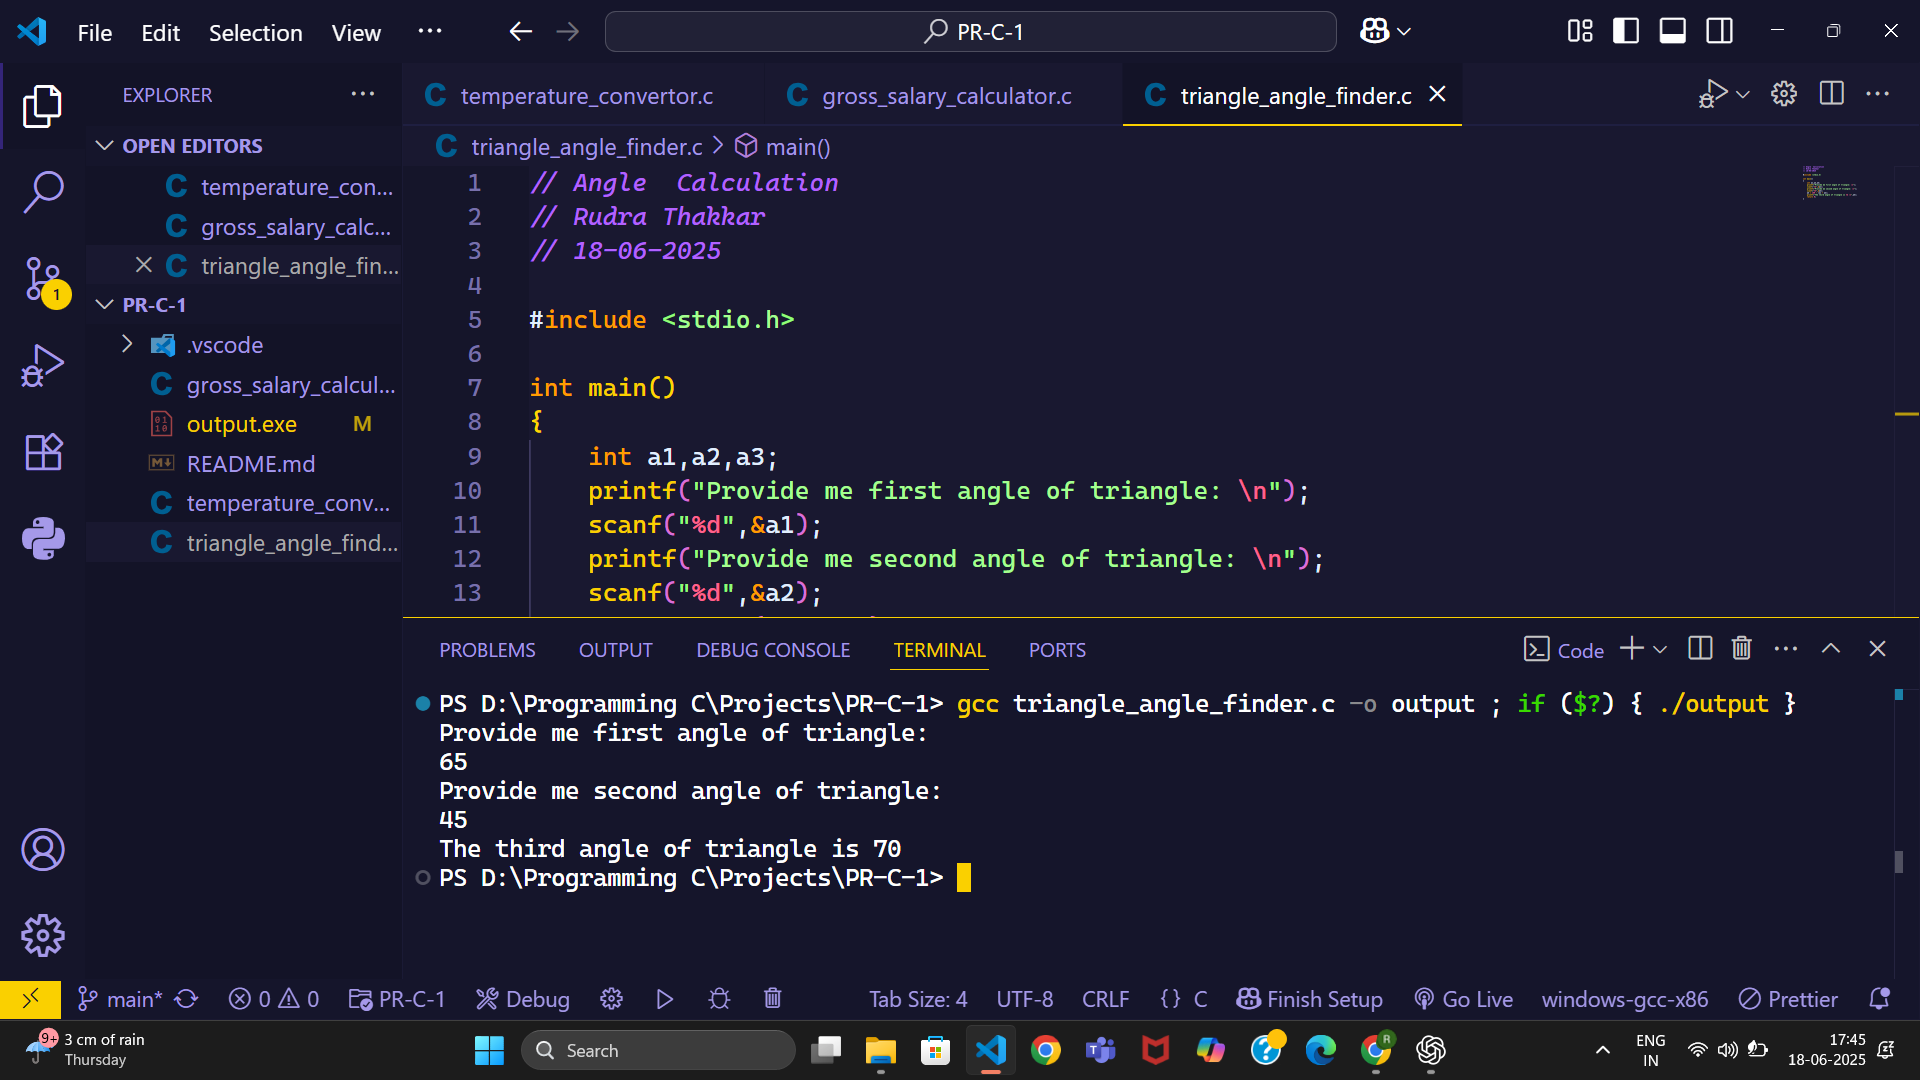 File Edit Selection View ···
PR-C-1
EXPLORER
OPEN EDITORS
temperature_con...
gross_salary_calc...
triangle_angle_fin...
PR-C-1
.vscode
gross_salary_calcul...
output.exe M
README.md
temperature_conv...
triangle_angle_find...
1
temperature_convertor.c gross_salary_calculator.c triangle_angle_finder.c
triangle_angle_finder.c > main()
1 // Angle  Calculation
2 // Rudra Thakkar
3 // 18-06-2025
4
5 #include <stdio.h>
6
7 int main()
8 {
9 int a1,a2,a3;
10 printf("Provide me first angle of triangle: \n");
11 scanf("%d",&a1);
12 printf("Provide me second angle of triangle: \n");
13 scanf("%d",&a2);
PROBLEMS OUTPUT DEBUG CONSOLE TERMINAL PORTS Code
PS D:\Programming C\Projects\PR-C-1> gcc triangle_angle_finder.c -o output ; if ($?) { ./output }
Provide me first angle of triangle:
65
Provide me second angle of triangle:
45
The third angle of triangle is 70
PS D:\Programming C\Projects\PR-C-1>
main* 0 0 PR-C-1 Debug Tab Size: 4 UTF-8 CRLF {} C Finish Setup Go Live windows-gcc-x86 Prettier
9+ 3 cm of rain
Thursday
Search
R
ENG
IN
17:45
18-06-2025